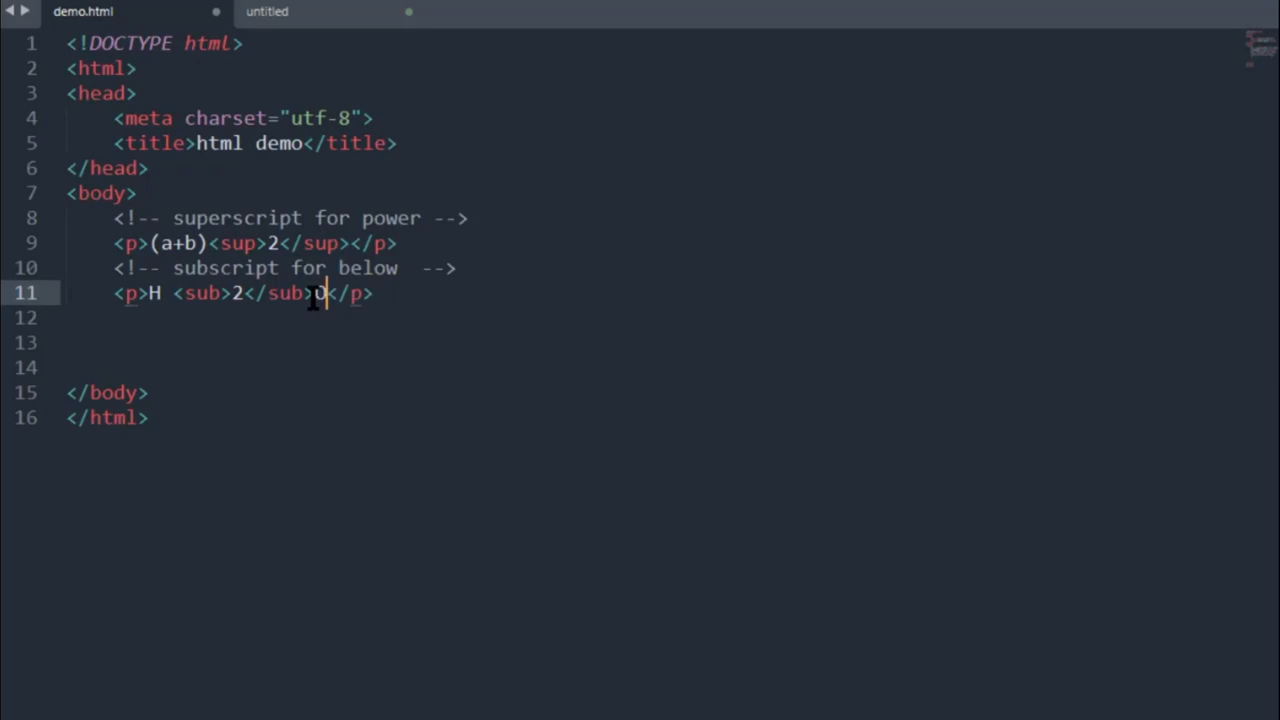 demo.html untitled
1 <!DOCTYPE html>
2 <html>
3 <head>
4 <meta charset="utf-8">
5 <title>html demo</title>
6 </head>
7 <body>
8 <!-- superscript for power -->
9 <p>(a+b)<sup>2</sup></p>
10 <!-- subscript for below  -->
11 <p>H <sub>2</sub>O</p>
12
13
14
15 </body>
16 </html>